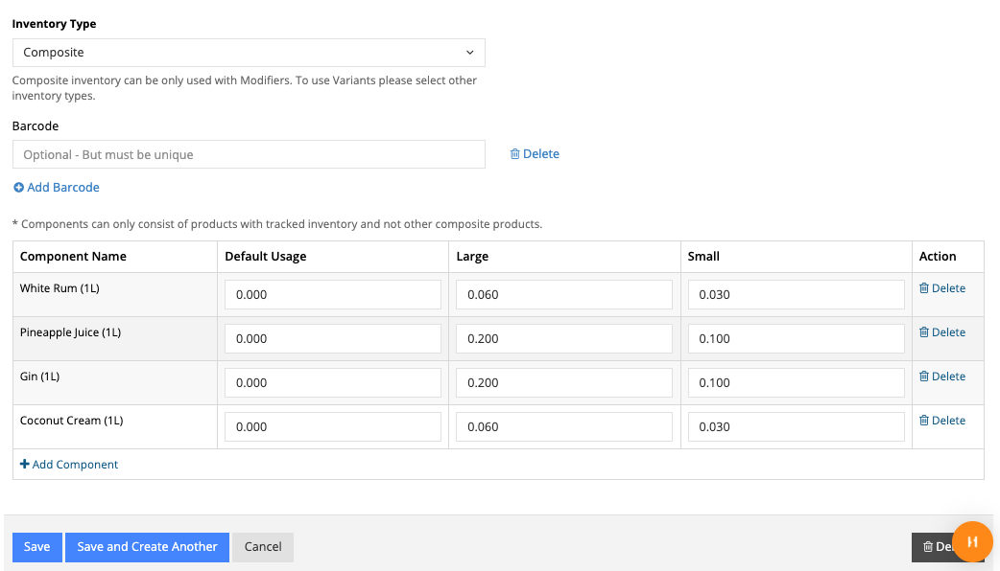 Inventory Type
Composite
Composite inventory can be only used with Modifiers. To use Variants please select other
inventory types.
Barcode
Optional - But must be unique
Delete
Add Barcode
* Components can only consist of products with tracked inventory and not other composite products.
Component Name Default Usage Large Small Action
White Rum (1L) 0.000 0.060 0.030 Delete
Pineapple Juice (1L) 0.000 0.200 0.100 Delete
Gin (1L) 0.000 0.200 0.100 Delete
Coconut Cream (1L) 0.000 0.060 0.030 Delete
Add Component
Save Save and Create Another Cancel